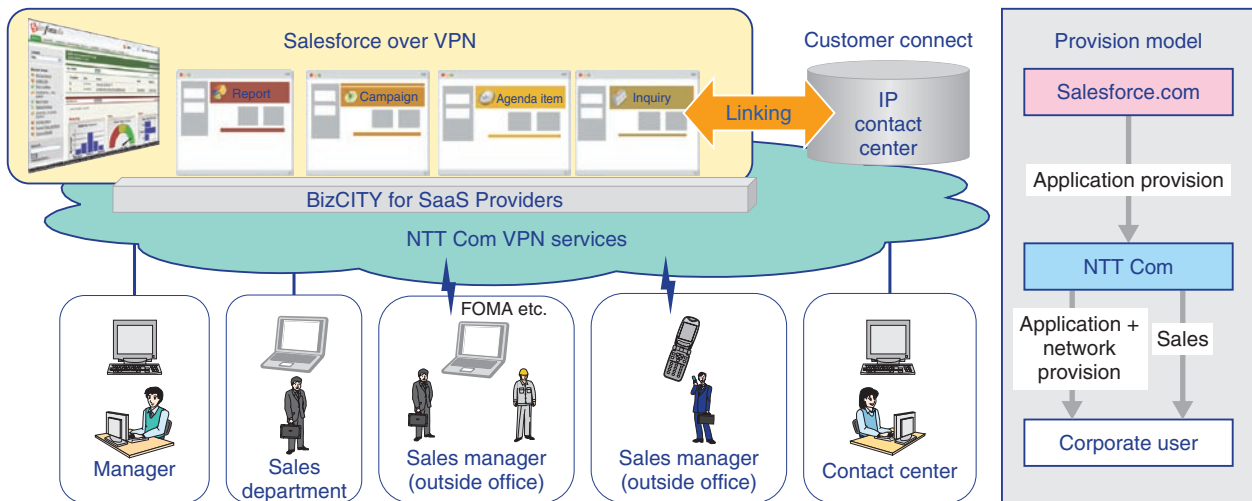 Salesforce over VPN
Report
Campaign
Agenda item
Inquiry
Linking
Customer connect
IP
contact
center
BizCITY for SaaS Providers
NTT Com VPN services
Manager
Sales
department
FOMA etc.
Sales manager
(outside office)
Sales manager
(outside office)
Contact center
Provision model
Salesforce.com
Application provision
NTT Com
Application +
network
provision
Sales
Corporate user